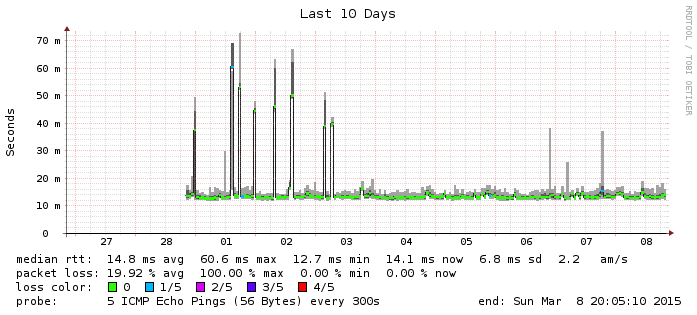 Last 10 Days
RRDTOOL / TOBI OETIKER
Seconds
70 m
60 m
50 m
40 m
30 m
20 m
10 m
0
27 28 01 02 03 04 05 06 07 08
median rtt: 14.8 ms avg 60.6 ms max 12.7 ms min 14.1 ms now 6.8 ms sd 2.2 am/s
packet loss: 19.92 % avg 100.00 % max 0.00 % min 0.00 % now
loss color: 0 1/5 2/5 3/5 4/5
probe: 5 ICMP Echo Pings (56 Bytes) every 300s end: Sun Mar 8 20:05:10 2015